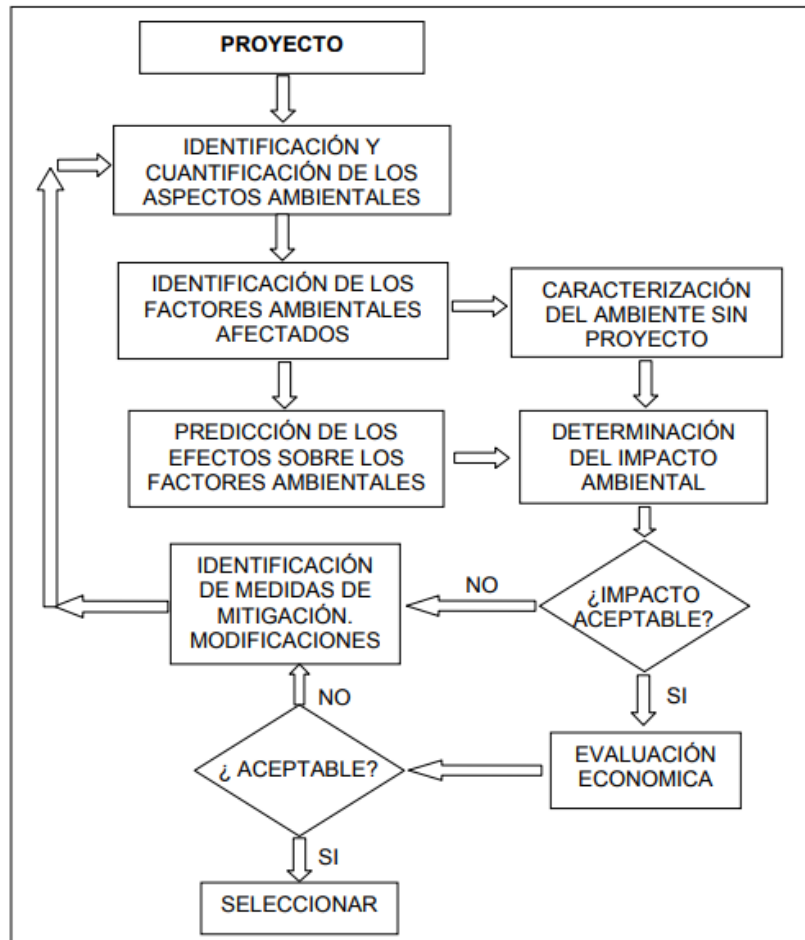 PROYECTO
IDENTIFICACIÓN Y
CUANTIFICACIÓN DE LOS
ASPECTOS AMBIENTALES
IDENTIFICACIÓN DE LOS
FACTORES AMBIENTALES
AFECTADOS
CARACTERIZACIÓN
DEL AMBIENTE SIN
PROYECTO
PREDICCIÓN DE LOS
EFECTOS SOBRE LOS
FACTORES AMBIENTALES
DETERMINACIÓN
DEL IMPACTO
AMBIENTAL
¿IMPACTO
ACEPTABLE?
NO
IDENTIFICACIÓN
DE MEDIDAS DE
MITIGACIÓN.
MODIFICACIONES
SI
EVALUACIÓN
ECONOMICA
¿ ACEPTABLE?
NO
SI
SELECCIONAR